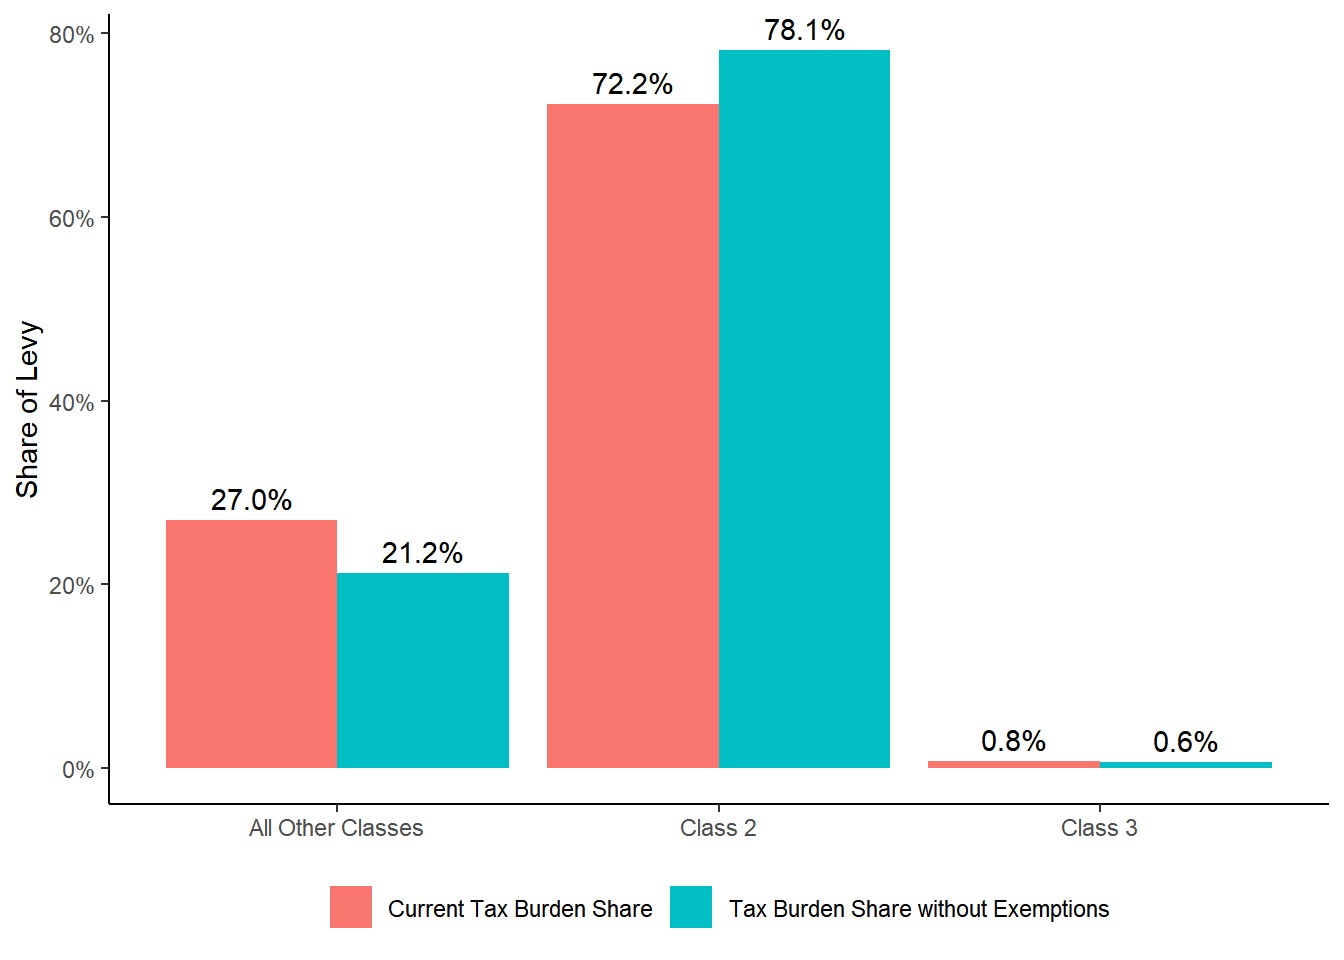 Share of Levy
80%
60%
40%
20%
0%
27.0%
21.2%
72.2%
78.1%
0.8%
0.6%
All Other Classes
Class 2
Class 3
Current Tax Burden Share
Tax Burden Share without Exemptions